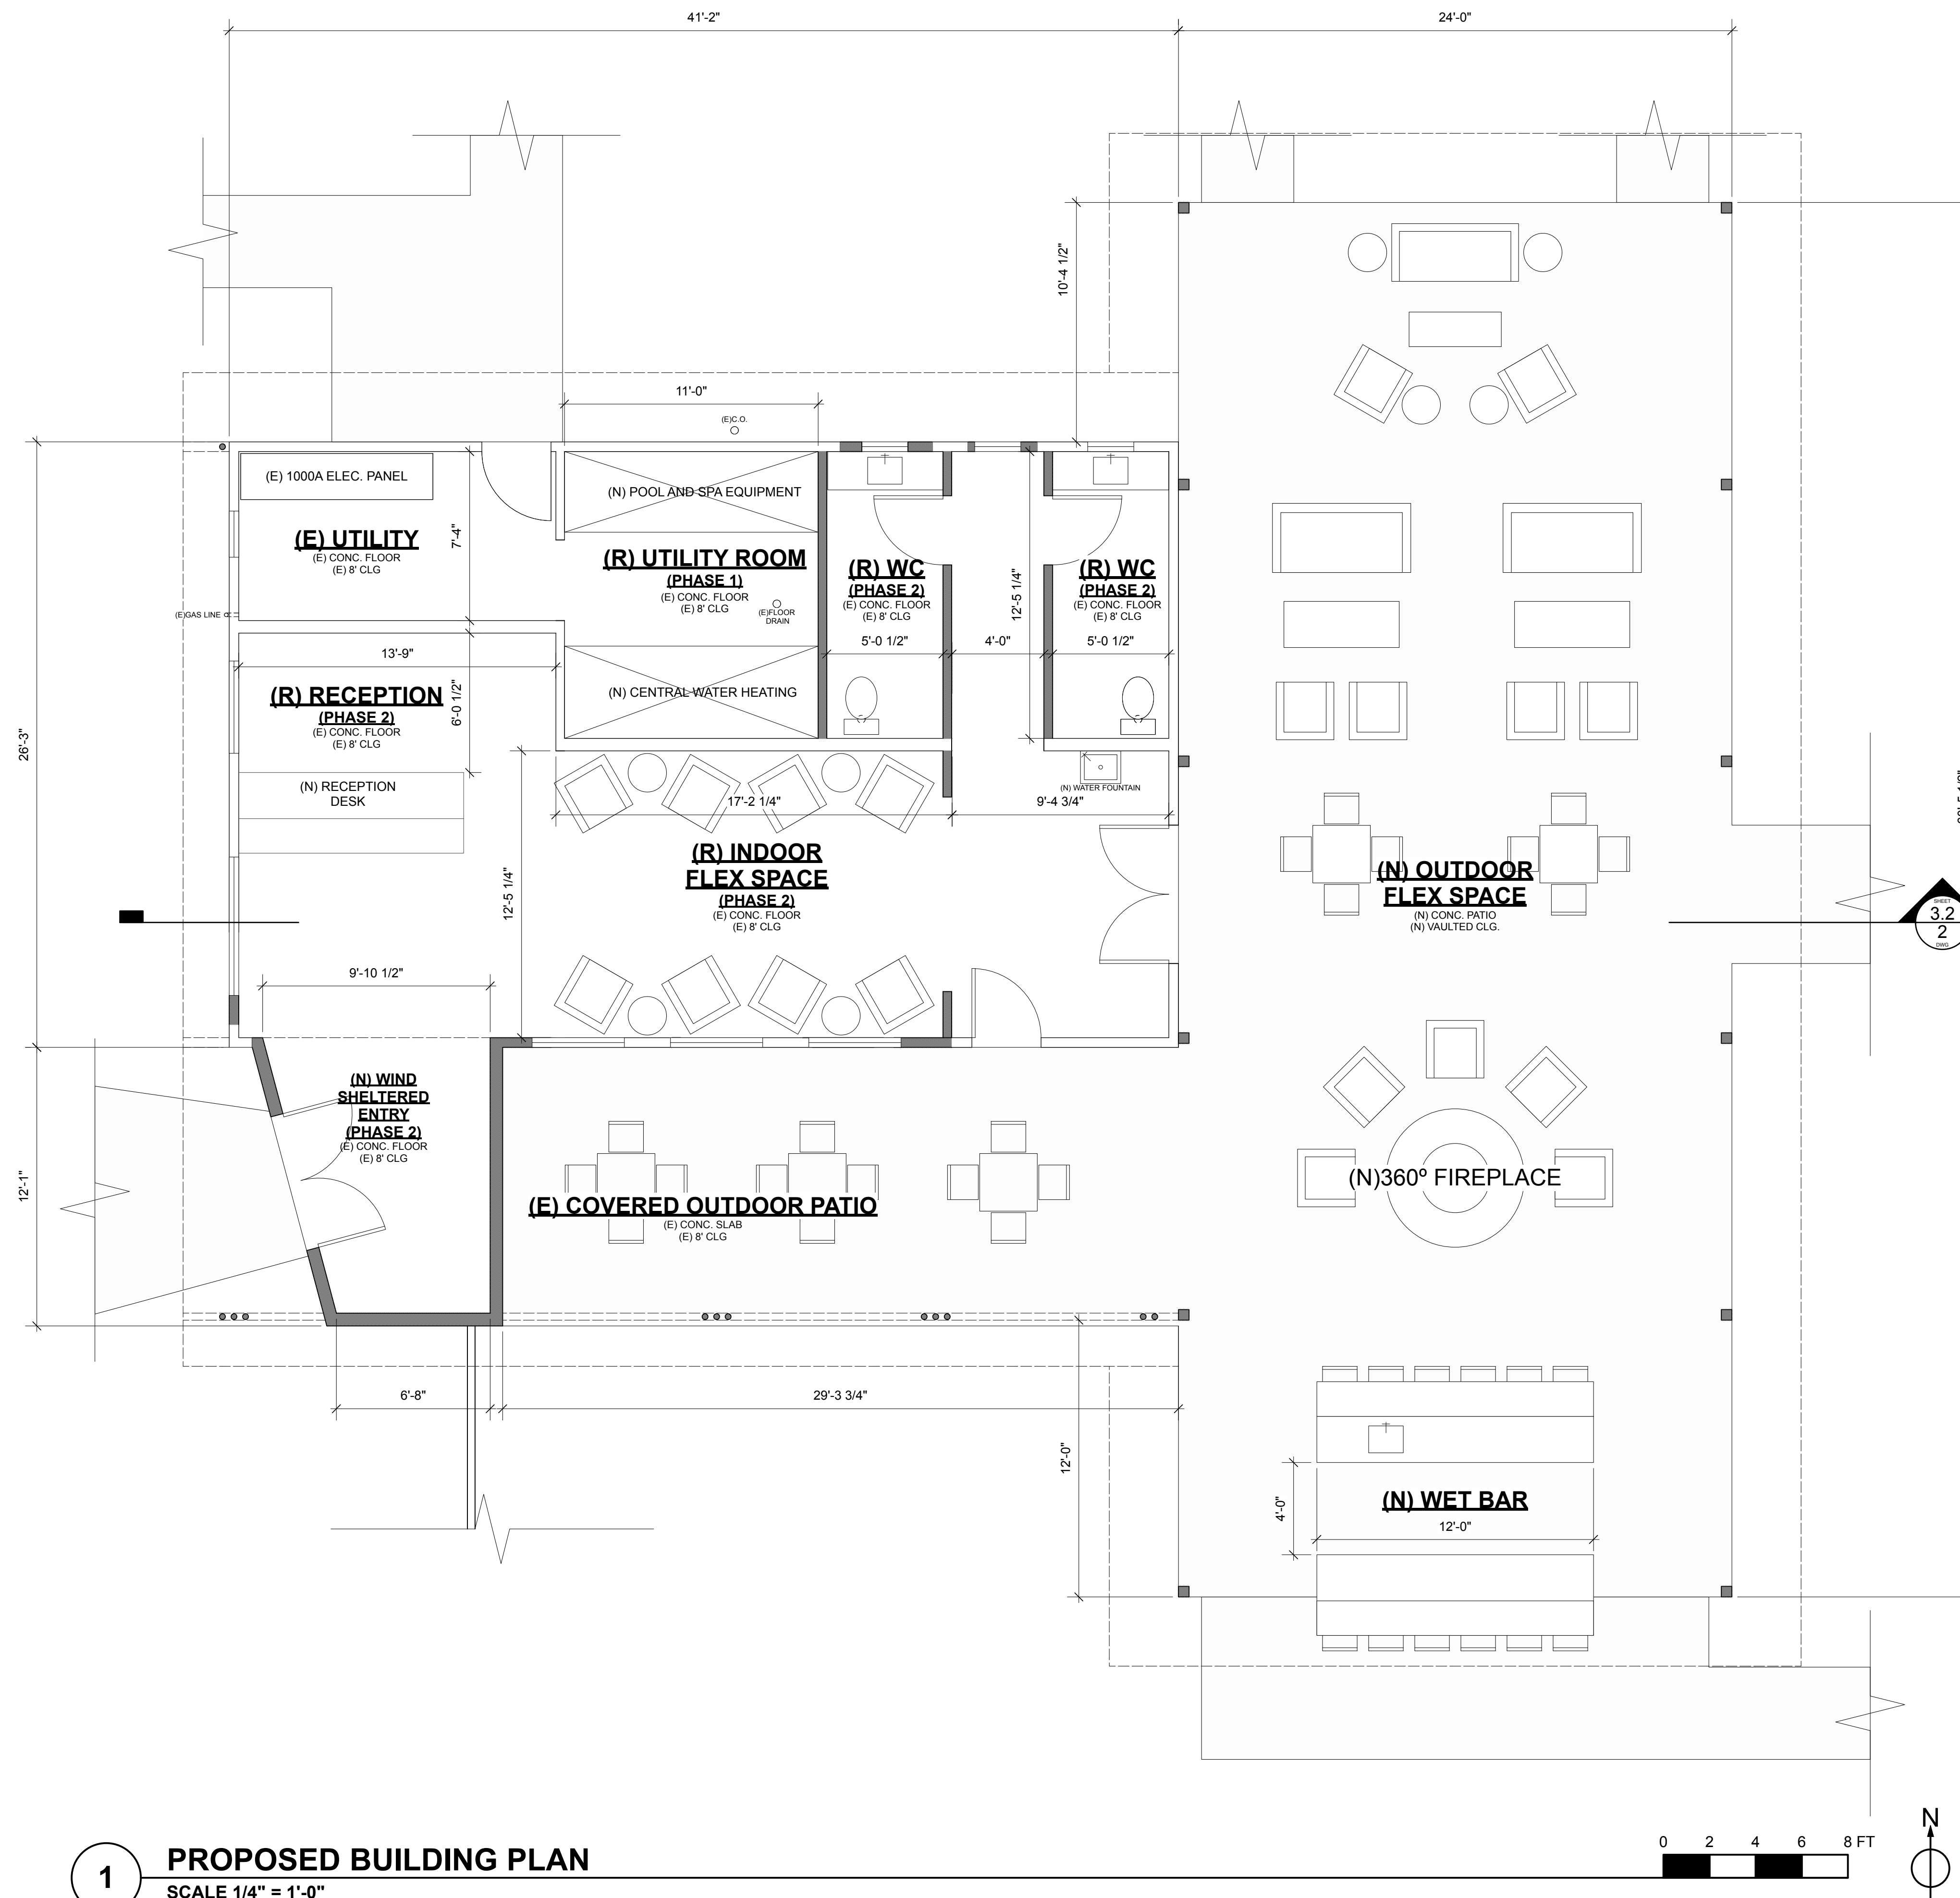 41'-2"
24'-0"
10'-4 1/2"
11'-0"
(E)C.O.
(E) 1000A ELEC. PANEL
(N) POOL AND SPA EQUIPMENT
(E) UTILITY
(E) CONC. FLOOR
(E) 8' CLG
7'-4"
(R) UTILITY ROOM
(PHASE 1)
(E) CONC. FLOOR
(E) 8' CLG
(E)FLOOR
DRAIN
(R) WC
(PHASE 2)
(E) CONC. FLOOR
(E) 8' CLG
5'-0 1/2"
12'-5 1/4"
4'-0"
(R) WC
(PHASE 2)
(E) CONC. FLOOR
(E) 8' CLG
5'-0 1/2"
(E)GAS LINE
13'-9"
(R) RECEPTION
(PHASE 2)
(E) CONC. FLOOR
(E) 8' CLG
6'-0 1/2"
(N) CENTRAL WATER HEATING
26'-3"
(N) RECEPTION
DESK
17'-2 1/4"
(N) WATER FOUNTAIN
9'-4 3/4"
(R) INDOOR
FLEX SPACE
(PHASE 2)
(E) CONC. FLOOR
(E) 8' CLG
12'-5 1/4"
(N) OUTDOOR
FLEX SPACE
(N) CONC. PATIO
(N) VAULTED CLG.
SHEET
3.2
2
DWG
9'-10 1/2"
(N) WIND
SHELTERED
ENTRY
(PHASE 2)
(E) CONC. FLOOR
(E) 8' CLG
12'-1"
(E) COVERED OUTDOOR PATIO
(E) CONC. SLAB
(E) 8' CLG
(N)360º FIREPLACE
6'-8"
29'-3 3/4"
12'-0"
4'-0"
(N) WET BAR
12'-0"
1
PROPOSED BUILDING PLAN
SCALE 1/4" = 1'-0"
0 2 4 6 8 FT
N